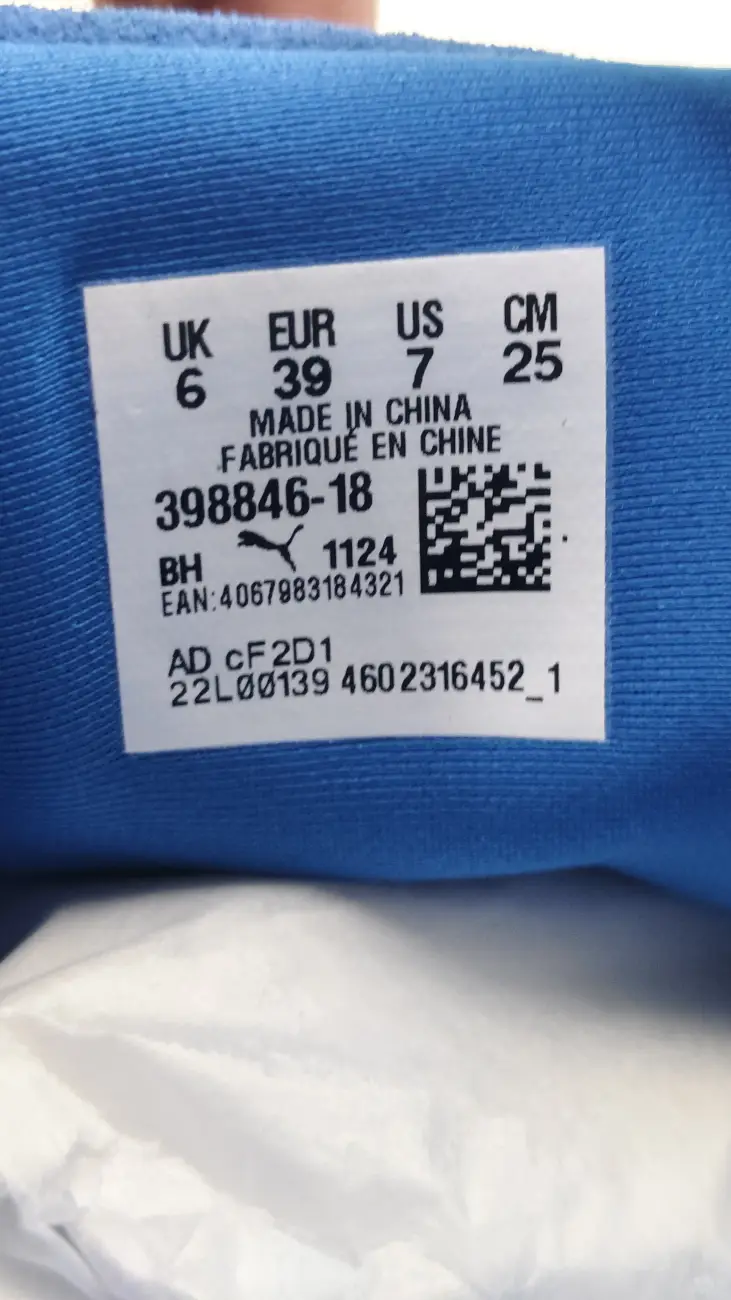 UK EUR US CM
6 39 7 25
MADE IN CHINA
FABRIQUÉ EN CHINE
398846-18
BH 1124
EAN:4067983184321
AD cF2D1
22L00139 4602316452_1